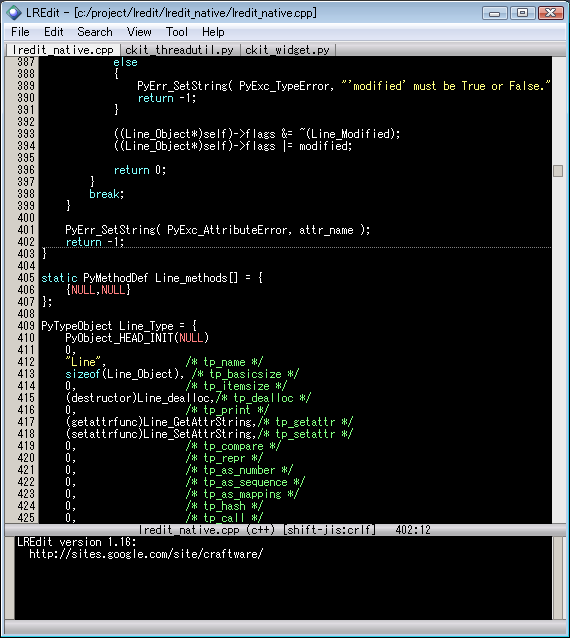 LREdit - [c:/project/lredit/lredit_native/lredit_native.cpp]
File Edit Search View Tool Help
lredit_native.cpp ckit_threadutil.py ckit_widget.py
387             else
388             {
389                 PyErr_SetString( PyExc_TypeError, "'modified' must be True or False."
390                 return -1;
391             }
392
393             ((Line_Object*)self)->flags &= ~(Line_Modified);
394             ((Line_Object*)self)->flags |= modified;
395
396             return 0;
397         }
398         break;
399     }
400
401     PyErr_SetString( PyExc_AttributeError, attr_name );
402     return -1;
403 }
404
405 static PyMethodDef Line_methods[] = {
406     {NULL,NULL}
407 };
408
409 PyTypeObject Line_Type = {
410     PyObject_HEAD_INIT(NULL)
411     0,
412     "Line",             /* tp_name */
413     sizeof(Line_Object), /* tp_basicsize */
414     0,                  /* tp_itemsize */
415     (destructor)Line_dealloc,/* tp_dealloc */
416     0,                  /* tp_print */
417     (getattrfunc)Line_GetAttrString,/* tp_getattr */
418     (setattrfunc)Line_SetAttrString,/* tp_setattr */
419     0,                  /* tp_compare */
420     0,                  /* tp_repr */
421     0,                  /* tp_as_number */
422     0,                  /* tp_as_sequence */
423     0,                  /* tp_as_mapping */
424     0,                  /* tp_hash */
425     0,                  /* tp_call */
lredit_native.cpp (c++) [shift-jis:crlf] 402:12
LREdit version 1.16:
  http://sites.google.com/site/craftware/